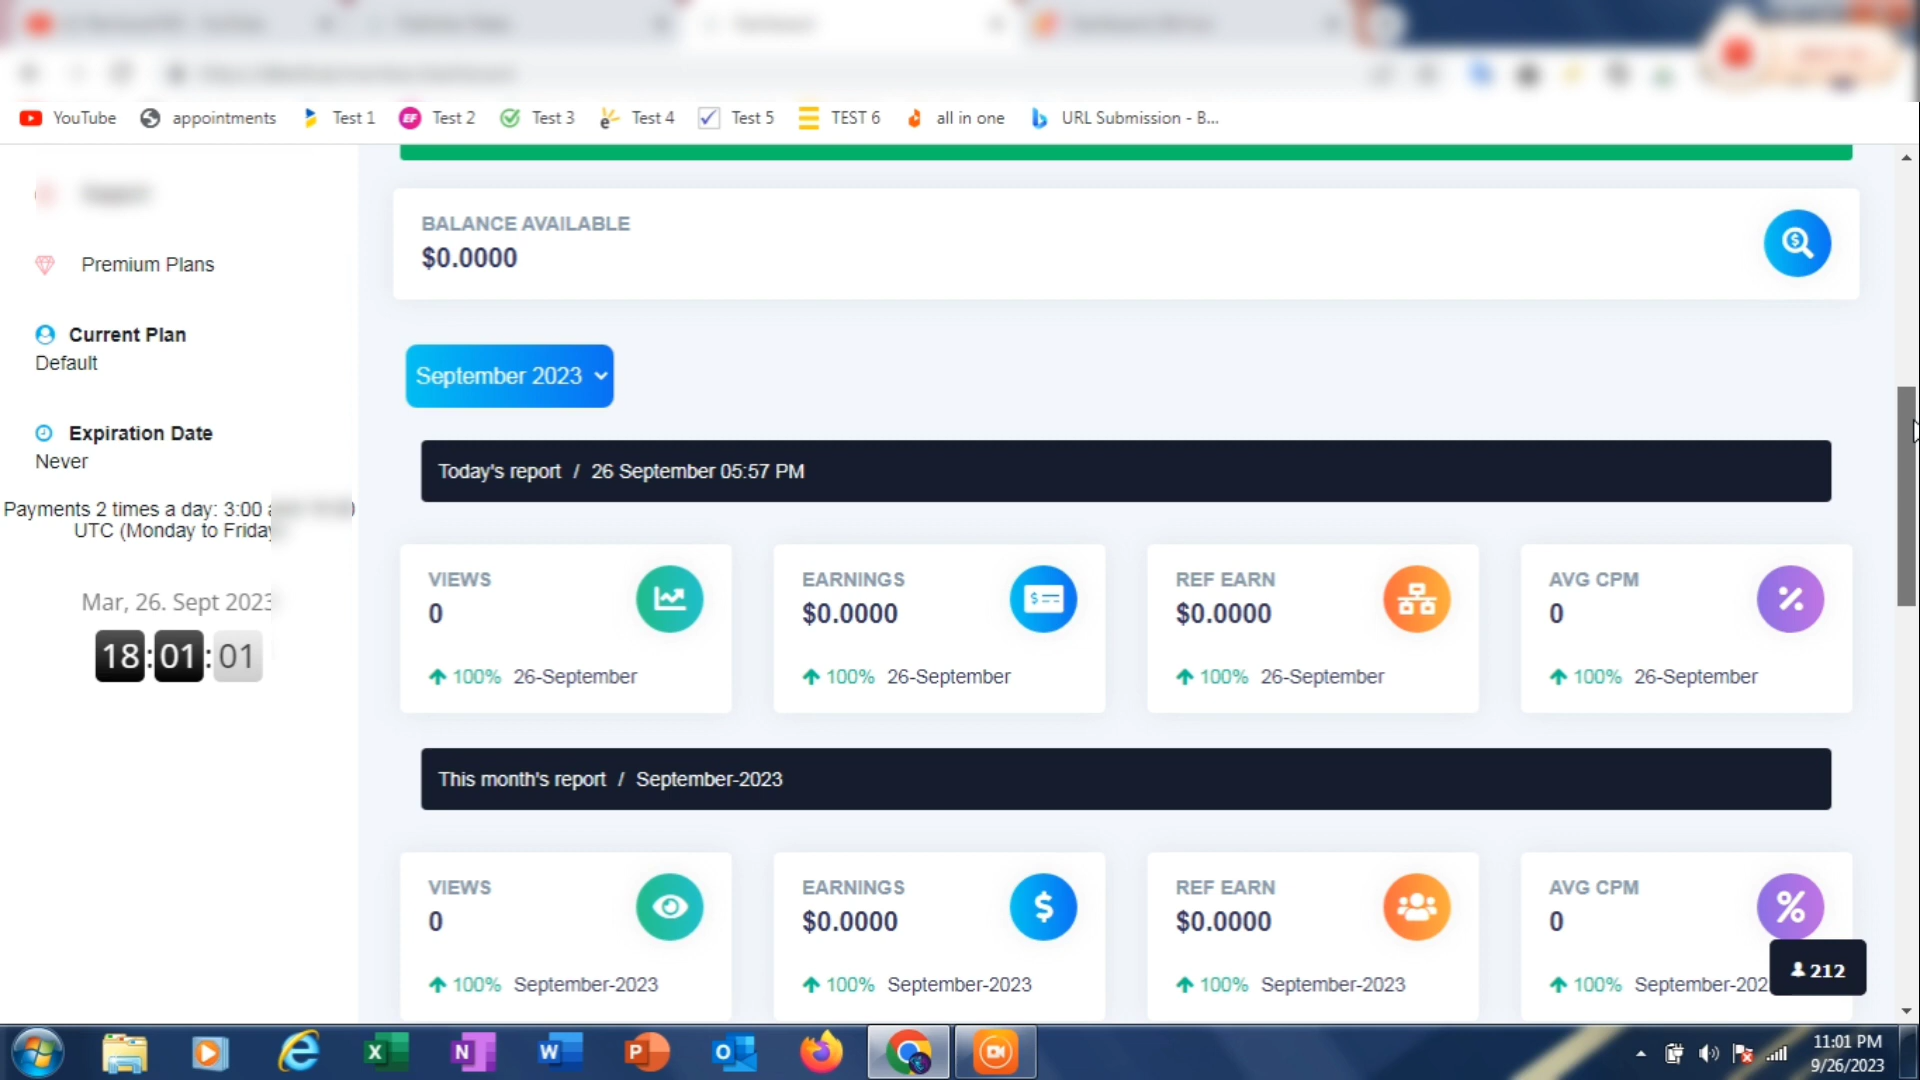 YouTube appointments Test 1 Test 2 Test 3 Test 4 Test 5 TEST 6 all in one URL Submission - B...
BALANCE AVAILABLE
$0.0000
Premium Plans
Current Plan
Default
September 2023
Expiration Date
Never
Today's report / 26 September 05:57 PM
Payments 2 times a day: 3:00
UTC (Monday to Friday
VIEWS EARNINGS REF EARN AVG CPM
0 $0.0000 $0.0000 0
100% 26-September 100% 26-September 100% 26-September 100% 26-September
Mar, 26. Sept 2023
18:01:01
This month's report / September-2023
VIEWS EARNINGS REF EARN AVG CPM
0 $0.0000 $0.0000 0
100% September-2023 100% September-2023 100% September-2023 100% September-202
212
11:01 PM
9/26/2023